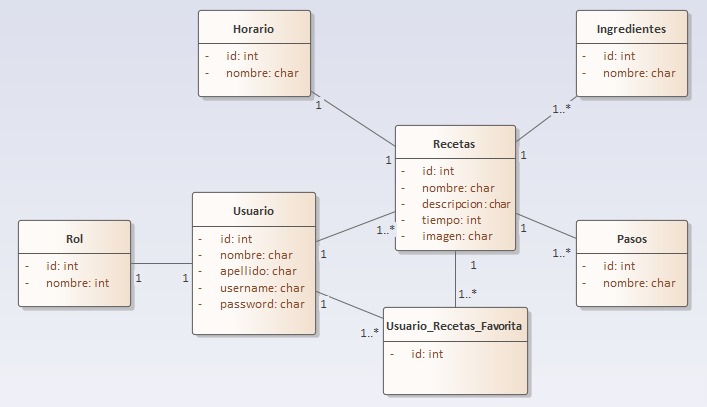 Horario
- id: int
- nombre: char
Ingredientes
- id: int
- nombre: char
1
1..*
Recetas
- id: int
- nombre: char
- descripcion: char
- tiempo: int
- imagen: char
1
1
Usuario
- id: int
- nombre: char
- apellido: char
- username: char
- password: char
Rol
- id: int
- nombre: int
Pasos
- id: int
- nombre: char
1..*
1
1
1..*
1
1
1
1..*
1
1..*
Usuario_Recetas_Favorita
- id: int